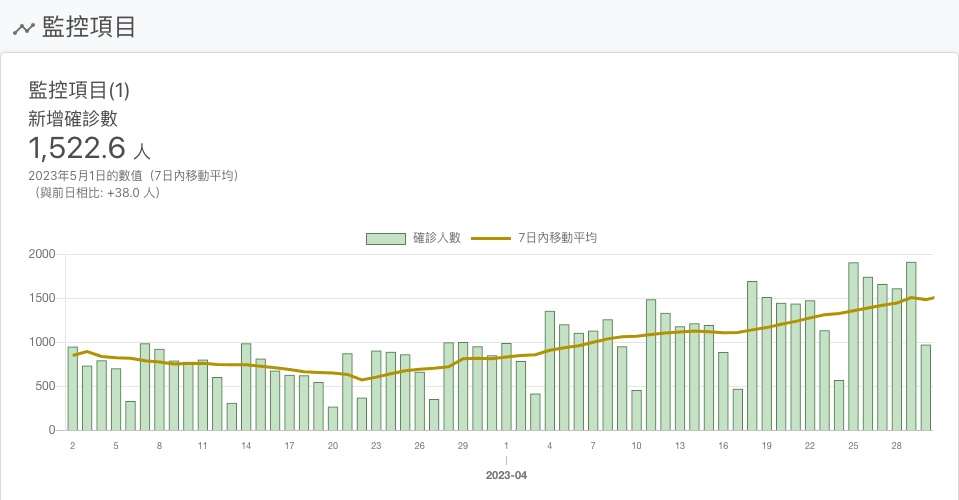 監控項目
監控項目(1)
新增確診數
1,522.6 人
2023年5月1日的數值（7日內移動平均）
（與前日相比: +38.0 人）
確診人數 7日內移動平均
2000
1500
1000
500
0
2 5 8 11 14 17 20 23 26 29 1 4 7 10 13 16 19 22 25 28
2023-04